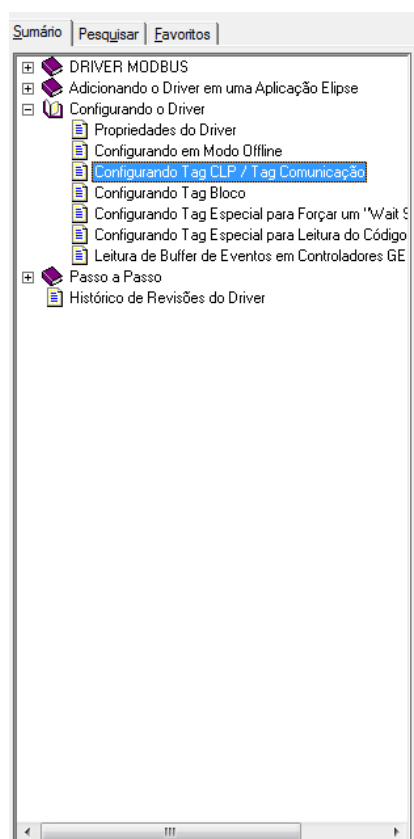 Sumário Pesquisar Favoritos
DRIVER MODBUS
Adicionando o Driver em uma Aplicação Elipse
Configurando o Driver
Propriedades do Driver
Configurando em Modo Offline
Configurando Tag CLP / Tag Comunicação
Configurando Tag Bloco
Configurando Tag Especial para Forçar um "Wait
Configurando Tag Especial para Leitura do Código
Leitura de Buffer de Eventos em Controladores GE
Passo a Passo
Histórico de Revisões do Driver